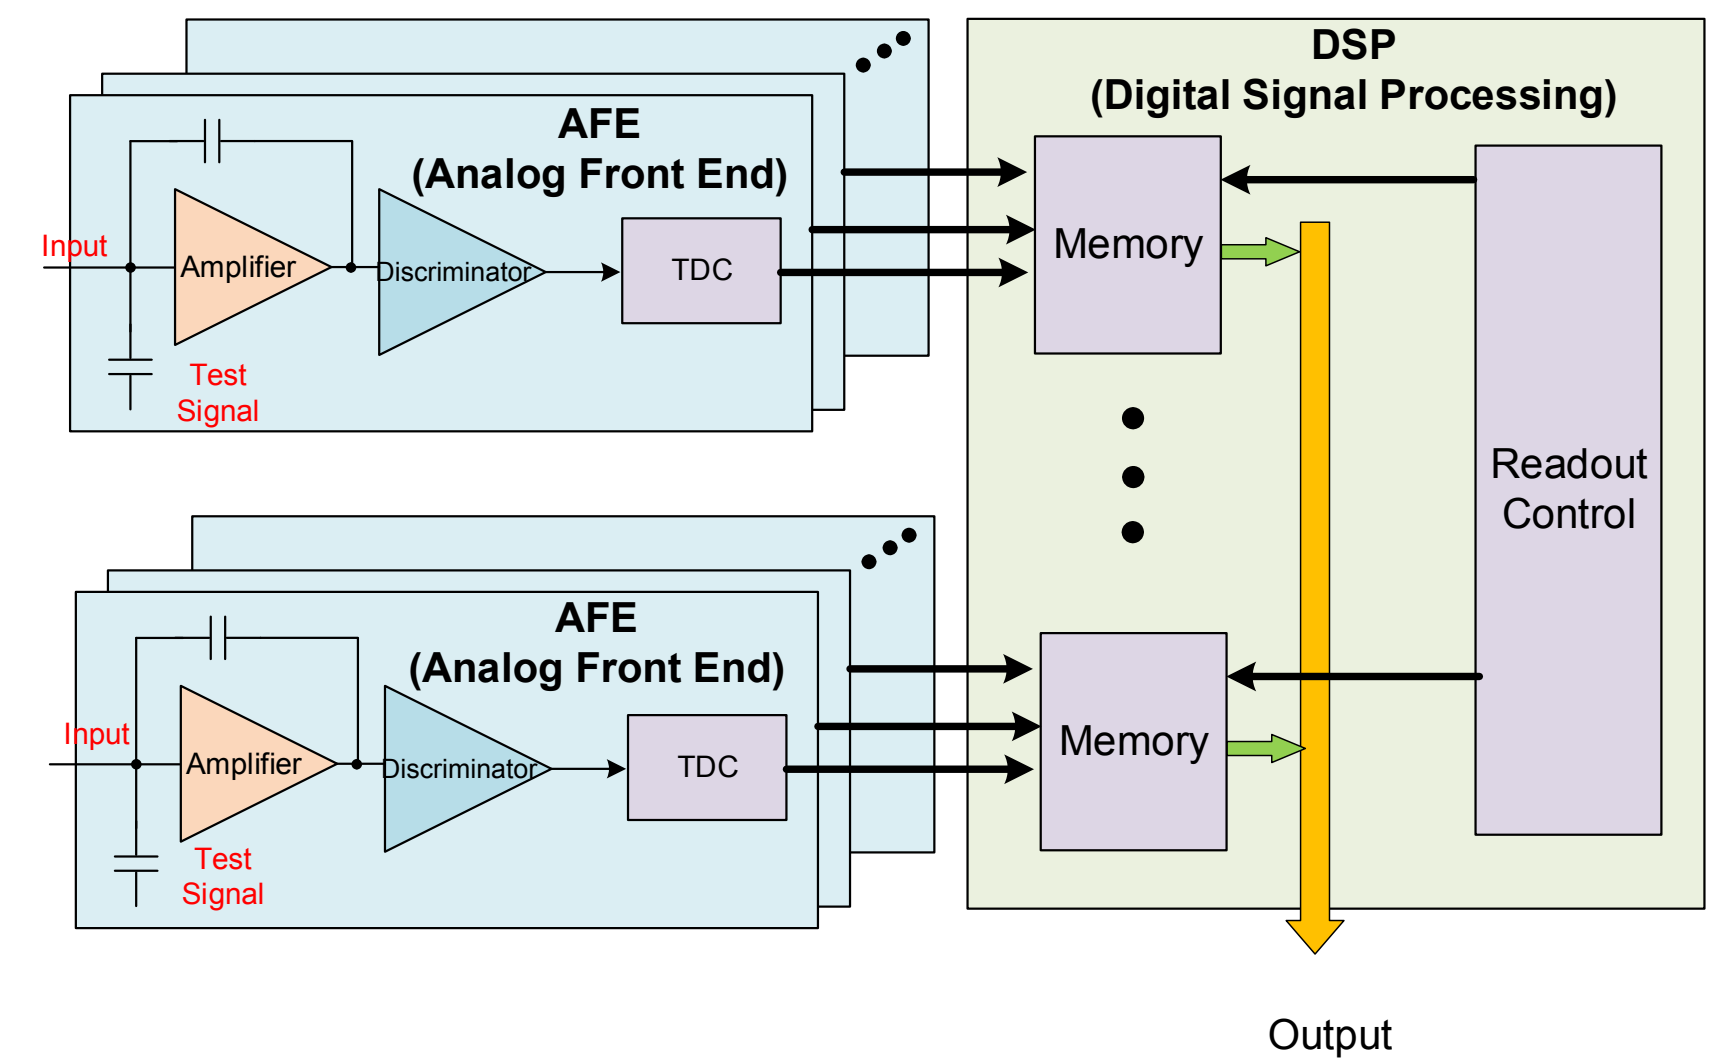 DSP
(Digital Signal Processing)
AFE
(Analog Front End)
Input
Amplifier
Discriminator
TDC
Test
Signal
Memory
Readout
Control
AFE
(Analog Front End)
Input
Amplifier
Discriminator
TDC
Test
Signal
Memory
Output